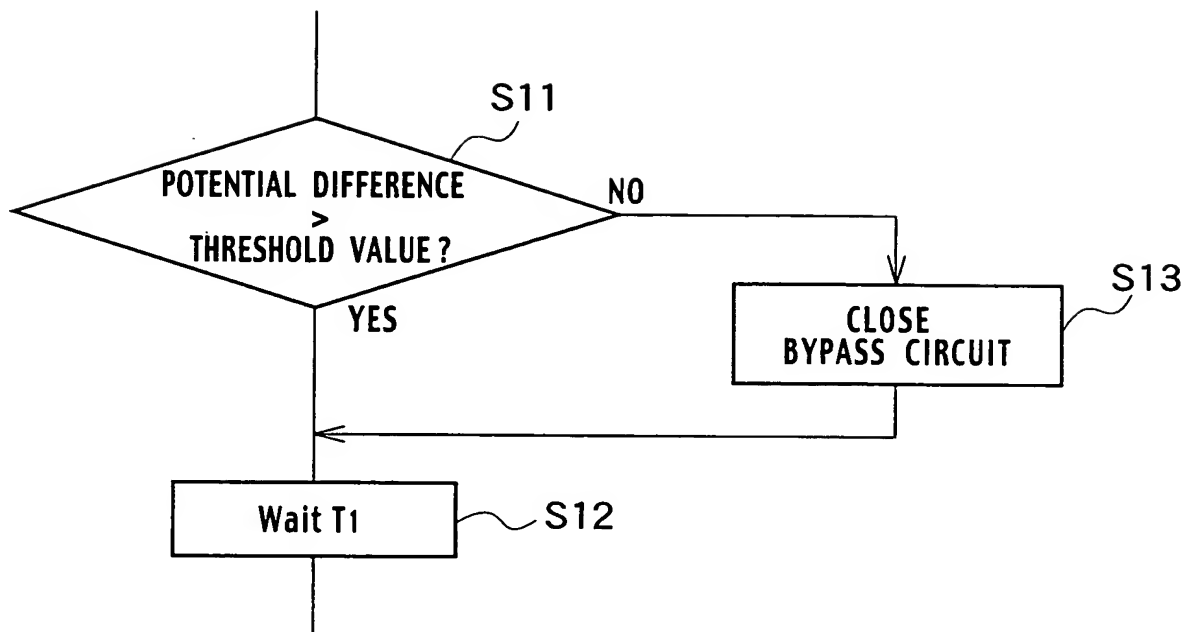 S11
POTENTIAL DIFFERENCE
>
THRESHOLD VALUE?
NO
YES
S13
CLOSE
BYPASS CIRCUIT
Wait T1
S12